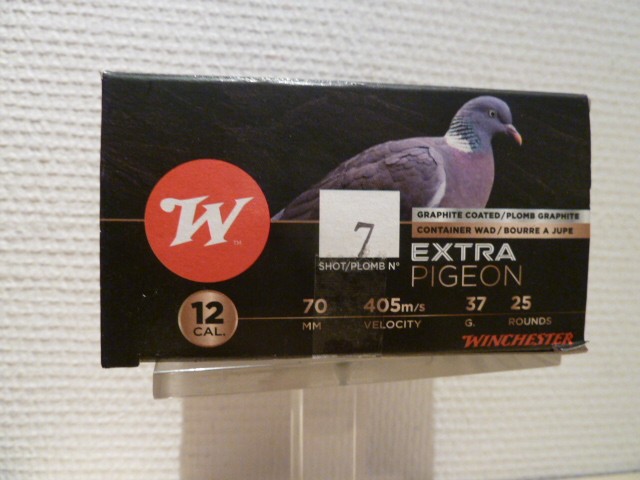 W™
7
SHOT/PLOMB N°
GRAPHITE COATED/PLOMB GRAPHITE
CONTAINER WAD/BOURRE A JUPE
EXTRA
PIGEON
12
CAL.
70
MM
405m/s
VELOCITY
37
G.
25
ROUNDS
WINCHESTER